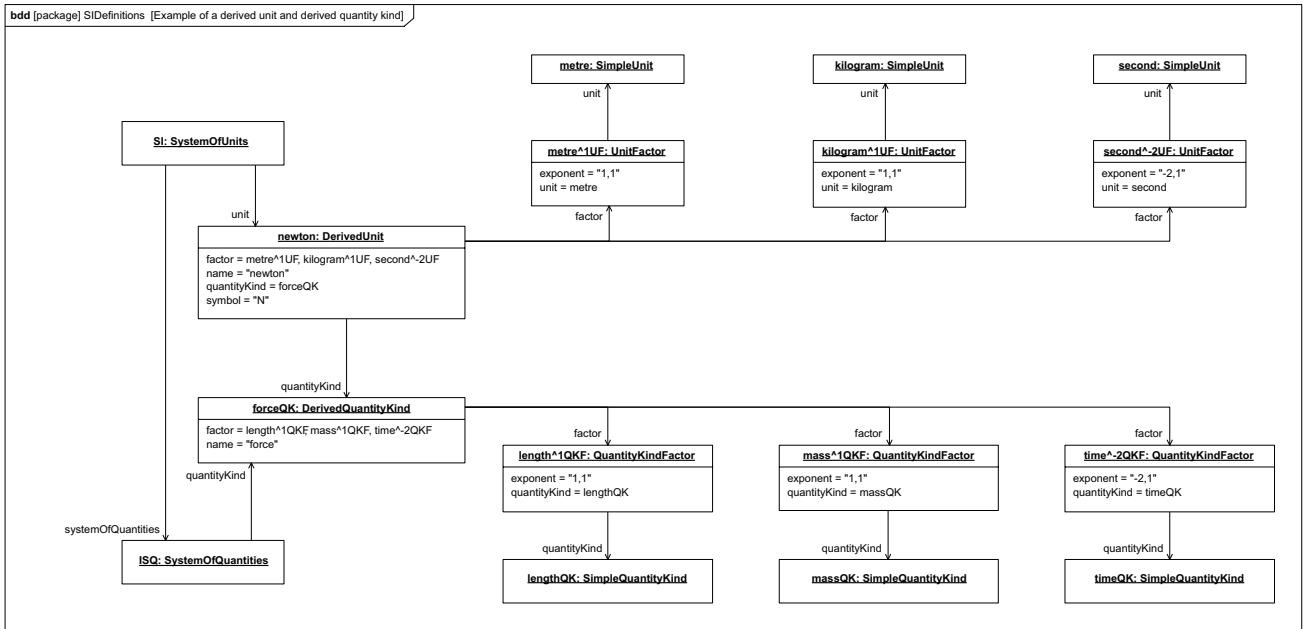 bdd [package] SIDefinitions [Example of a derived unit and derived quantity kind]
metre: SimpleUnit
kilogram: SimpleUnit
second: SimpleUnit
unit
unit
unit
SI: SystemOfUnits
metre^1UF: UnitFactor
exponent = "1,1"
unit = metre
kilogram^1UF: UnitFactor
exponent = "1,1"
unit = kilogram
second^-2UF: UnitFactor
exponent = "-2,1"
unit = second
unit
factor
factor
factor
newton: DerivedUnit
factor = metre^1UF, kilogram^1UF, second^-2UF
name = "newton"
quantityKind = forceQK
symbol = "N"
quantityKind
forceQK: DerivedQuantityKind
factor = length^1QKF, mass^1QKF, time^-2QKF
name = "force"
factor
factor
factor
quantityKind
length^1QKF: QuantityKindFactor
exponent = "1,1"
quantityKind = lengthQK
mass^1QKF: QuantityKindFactor
exponent = "1,1"
quantityKind = massQK
time^-2QKF: QuantityKindFactor
exponent = "-2,1"
quantityKind = timeQK
systemOfQuantities
quantityKind
quantityKind
quantityKind
ISQ: SystemOfQuantities
lengthQK: SimpleQuantityKind
massQK: SimpleQuantityKind
timeQK: SimpleQuantityKind